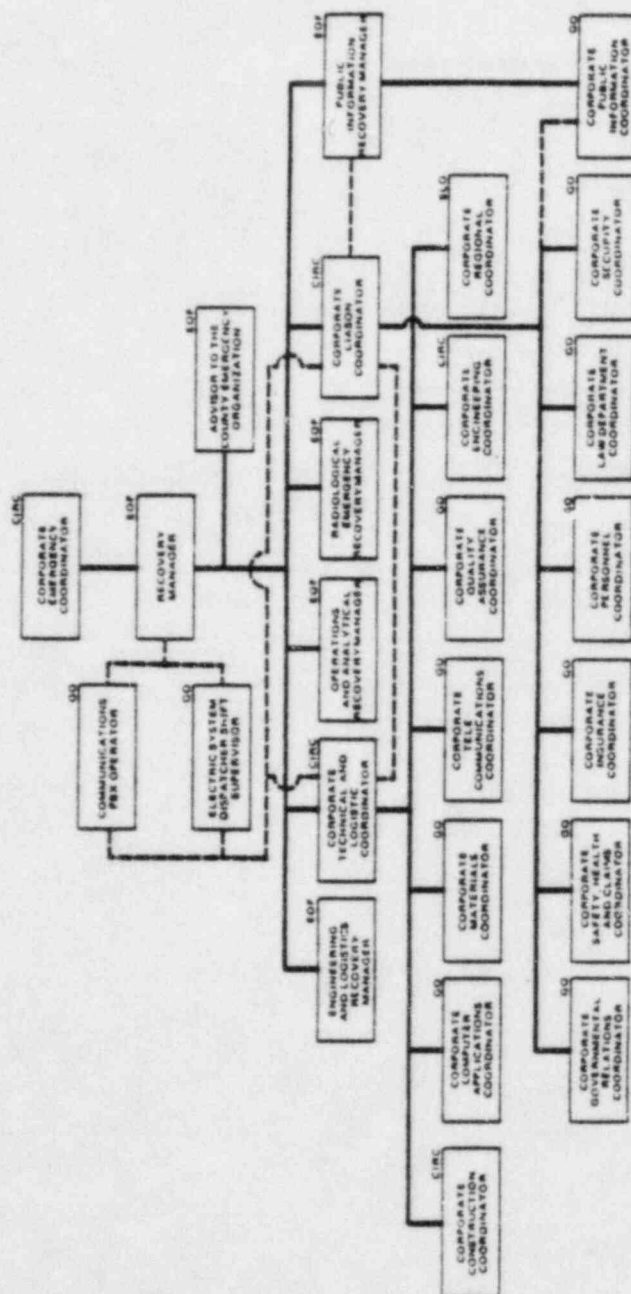 CIRC
CORPORATE
EMERGENCY
COORDINATOR
GO
COMMUNICATIONS
PBX OPERATOR
EOF
RECOVERY
MANAGER
GO
ELECTRIC SYSTEM
DISPATCHER SHIFT
SUPERVISOR
EOF
ADVISOR TO THE
COUNTY EMERGENCY
ORGANIZATION
EOF
ENGINEERING
AND LOGISTICS
RECOVERY
MANAGER
CIRC
CORPORATE
TECHNICAL AND
LOGISTIC
COORDINATOR
EOF
OPERATIONS
AND ANALYTICAL
RECOVERY MANAGER
EOF
RADIOLOGICAL
EMERGENCY
RECOVERY MANAGER
CIRC
CORPORATE
LIASON
COORDINATOR
EOF
PUBLIC
INFORMATION
RECOVERY MANAGER
CIRC
CORPORATE
CONSTRUCTION
COORDINATOR
GO
CORPORATE
COMPUTER
APPLICATIONS
COORDINATOR
GO
CORPORATE
MATERIALS
COORDINATOR
GO
CORPORATE
TELE
COMMUNICATIONS
COORDINATOR
GO
CORPORATE
QUALITY
ASSURANCE
COORDINATOR
CIRC
CORPORATE
ENGINEERING
COORDINATOR
CORPORATE
REGIONAL
COORDINATOR
GO
CORPORATE
GOVERNMENTAL
RELATIONS
COORDINATOR
GO
CORPORATE
SAFETY, HEALTH
AND CLAIMS
COORDINATOR
GO
CORPORATE
INSURANCE
COORDINATOR
GO
CORPORATE
PERSONNEL
COORDINATOR
GO
CORPORATE
LAW DEPARTMENT
COORDINATOR
GO
CORPORATE
SECURITY
COORDINATOR
GO
CORPORATE
PUBLIC
INFORMATION
COORDINATOR